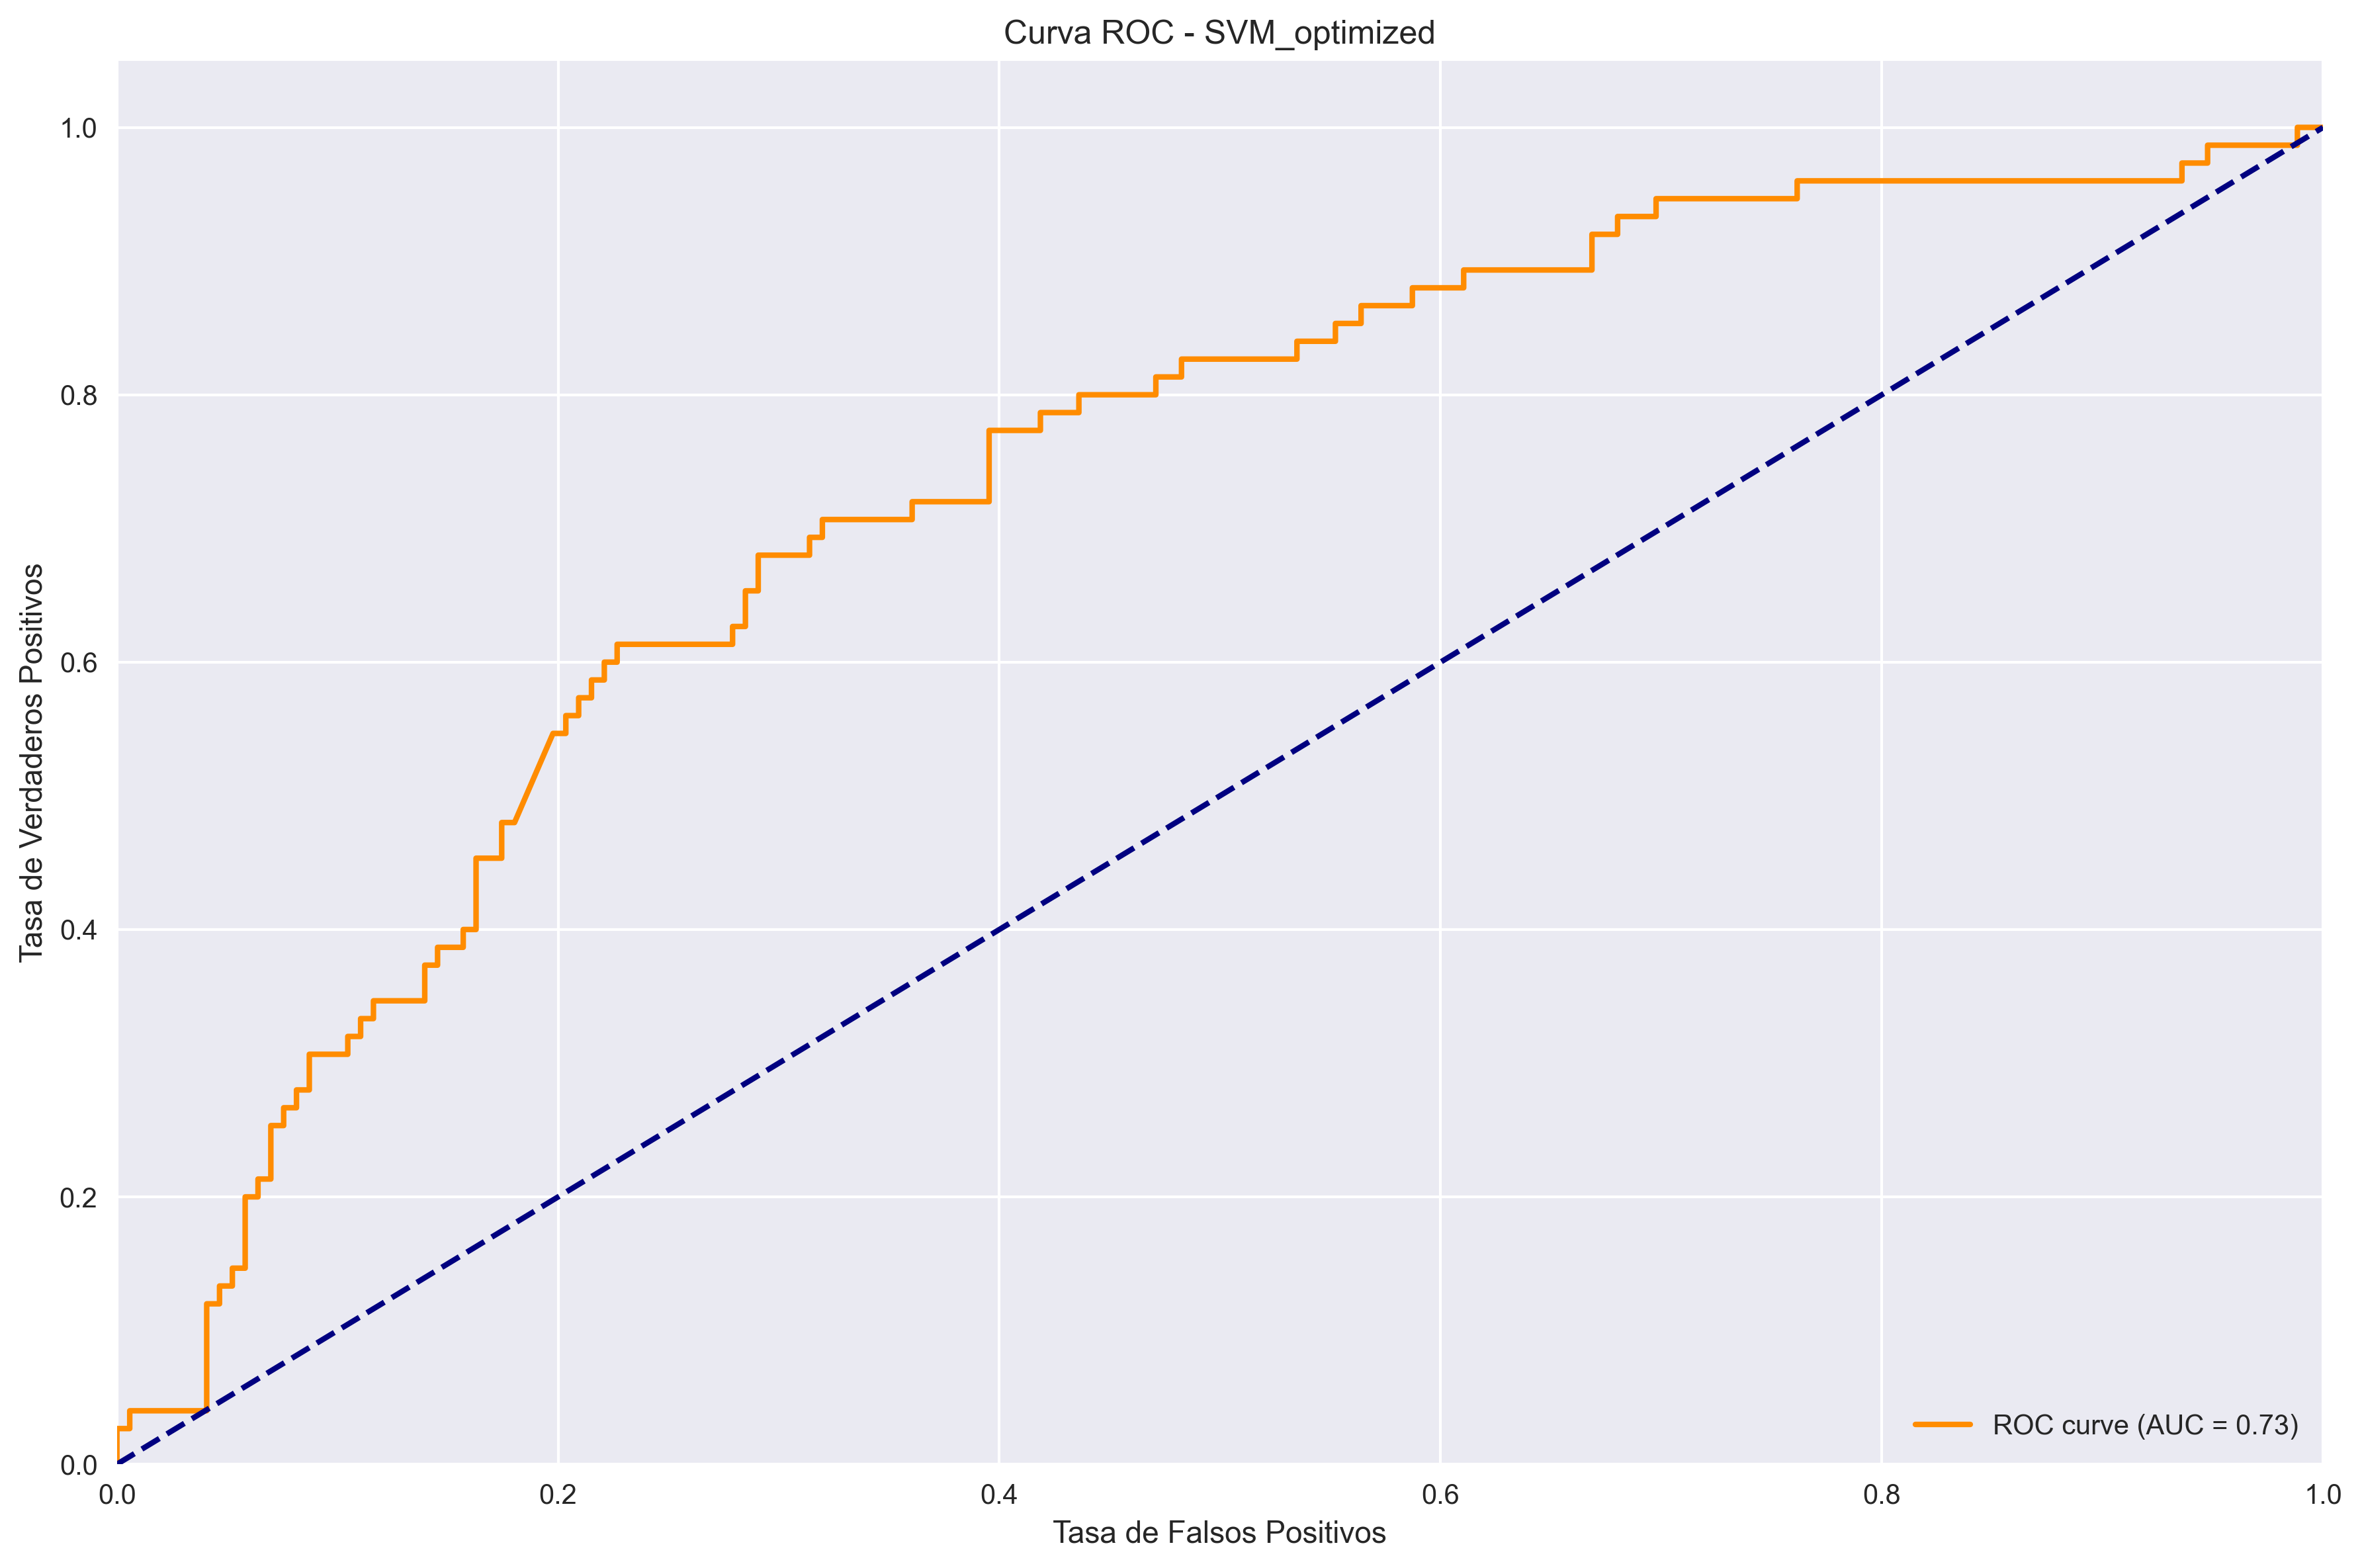 Curva ROC - SVM_optimized
1.0
0.8
0.6
0.4
0.2
0.0
Tasa de Verdaderos Positivos
ROC curve (AUC = 0.73)
0.0 0.2 0.4 0.6 0.8 1.0
Tasa de Falsos Positivos